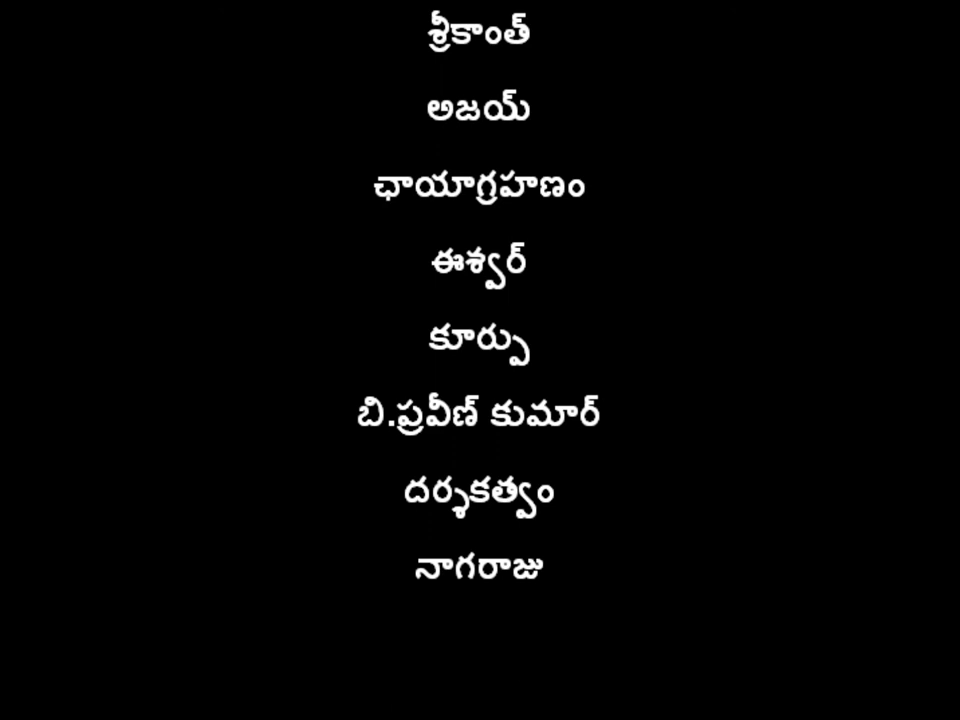 శ్రీకాంత్
అజయ్
ఛాయాగ్రహణం
ఈశ్వర్
కూర్పు
బి.ప్రవీణ్ కుమార్
దర్శకత్వం
నాగరాజు